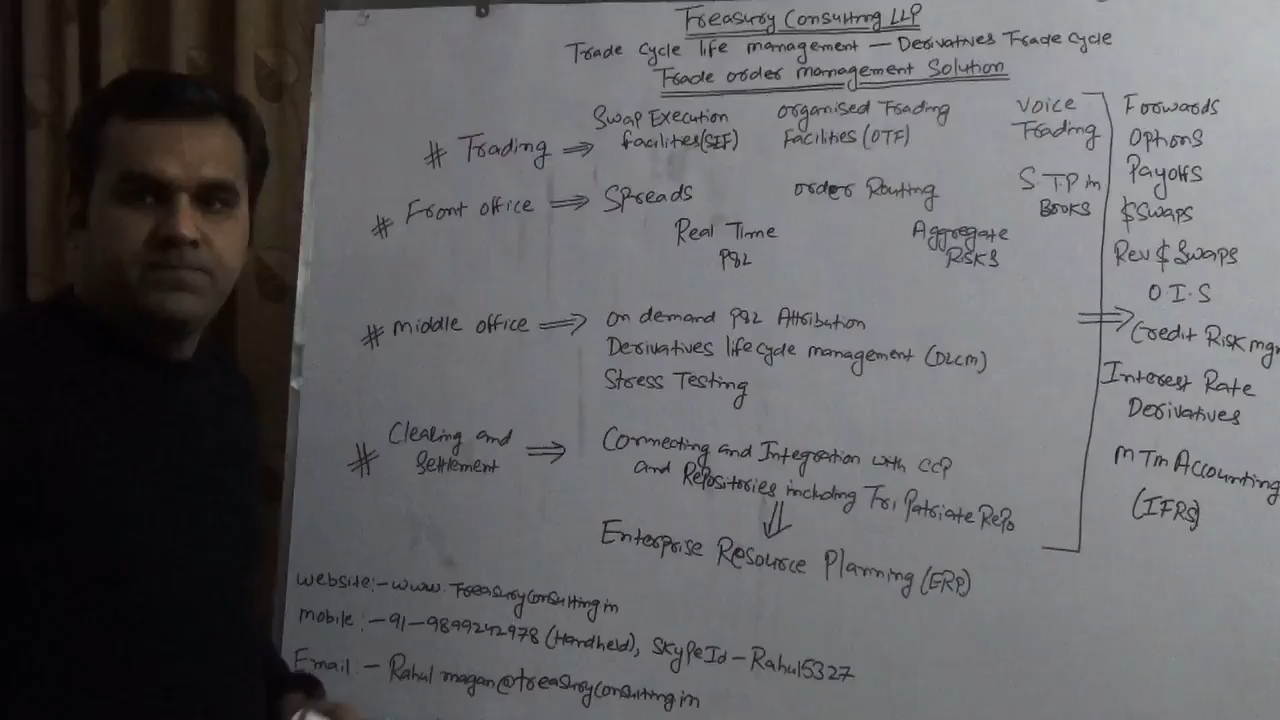 Treasury Consulting LLP
Trade Cycle life management – Derivatives Trade Cycle
Trade order management Solution
# Trading ⇒ Swap Execution facilities (SEF)
organised Trading Facilities (OTF)
Voice Trading
# Front office ⇒ Spreads
order Routing
S.T.P in Books
Real Time P&L
Aggregate Risks
# Middle office ⇒ On demand P&L Attribution
Derivatives lifecycle management (DLCM)
Stress Testing
# Clearing and Settlement ⇒ Connecting and Integration with CCP
and Repositories including Tri Patriate Repo
⇓
Enterprise Resource Planning (ERP)
⇒
Forwards
Options
Payoffs
$ Swaps
Rev $ Swaps
O.I.S
Credit Risk mgm
Interest Rate
Derivatives
MTM Accounting
(IFRS)
Website:- www.Treasuryconsulting.in
Mobile:- 91-9899242978 (Handheld), Skype Id - Rahul5327
Email - Rahul.magan@treasuryconsulting.in